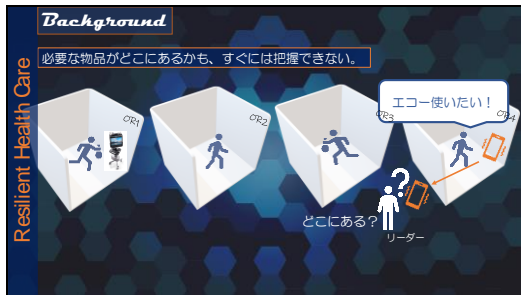 Background
必要な物品がどこにあるかも、すぐには把握できない。
Resilient Health Care
エコー使いたい！
OR1
OR2
OR3
OR4
?
どこにある？
リーダー